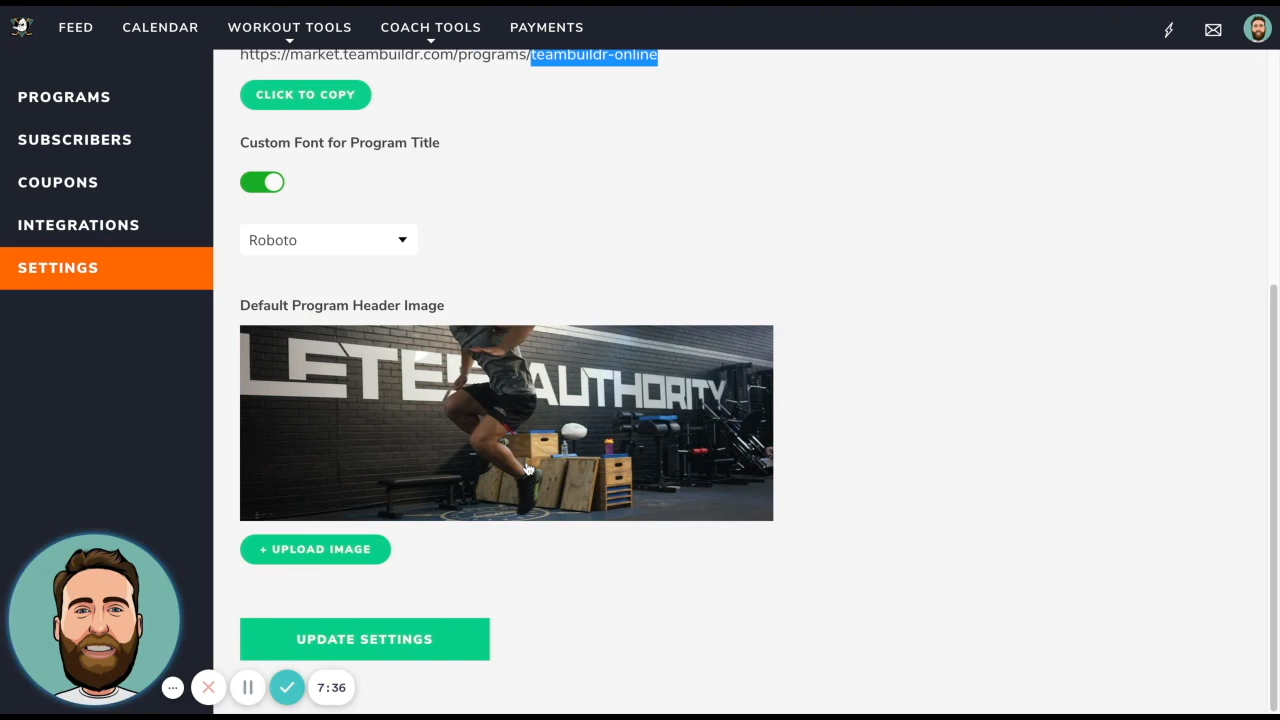 FEED CALENDAR WORKOUT TOOLS COACH TOOLS PAYMENTS
https://market.teambuildr.com/programs/teambuildr-online
PROGRAMS
SUBSCRIBERS
COUPONS
INTEGRATIONS
SETTINGS
CLICK TO COPY
Custom Font for Program Title
Roboto
Default Program Header Image
LETES AUTHORITY
+ UPLOAD IMAGE
UPDATE SETTINGS
7:36